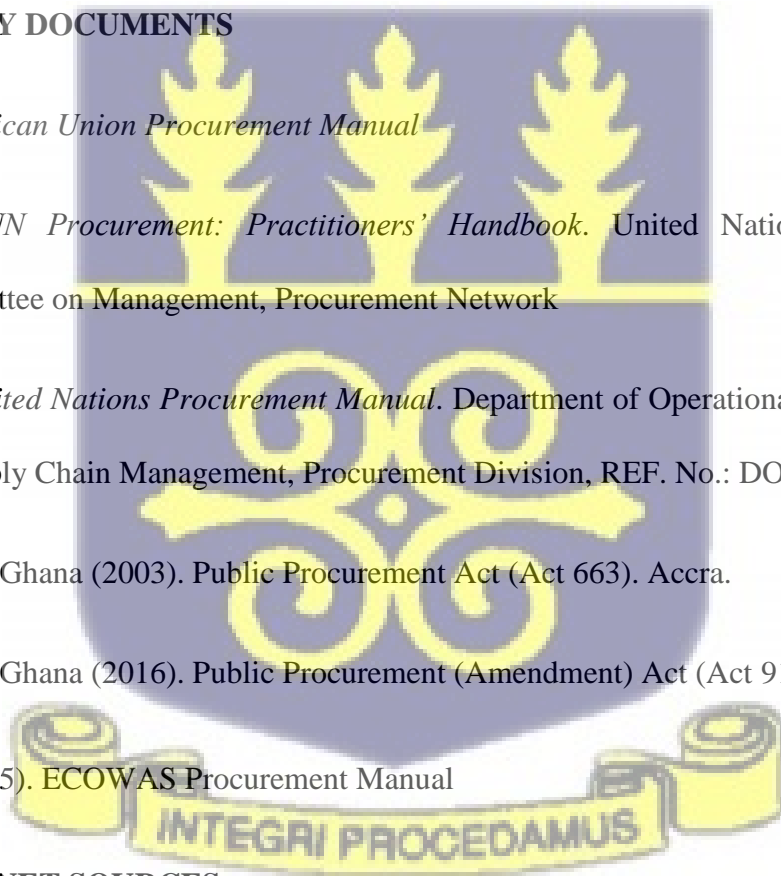 Y DOCUMENTS
ican Union Procurement Manual
N Procurement: Practitioners’ Handbook. United Natio
ttee on Management, Procurement Network
ited Nations Procurement Manual. Department of Operationa
ly Chain Management, Procurement Division, REF. No.: DO
Ghana (2003). Public Procurement Act (Act 663). Accra.
Ghana (2016). Public Procurement (Amendment) Act (Act 9
5). ECOWAS Procurement Manual
INTEGRI PROCEDAMUS
NET SOURCES